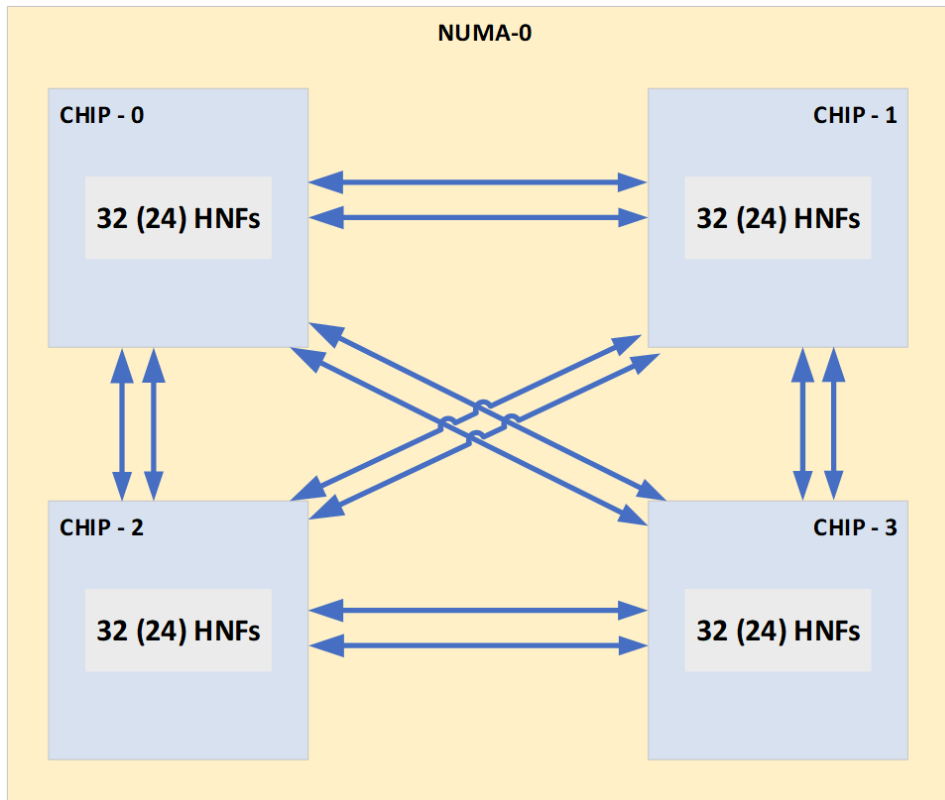 NUMA-0
CHIP - 0
CHIP - 1
32 (24) HNFs
32 (24) HNFs
CHIP - 2
CHIP - 3
32 (24) HNFs
32 (24) HNFs